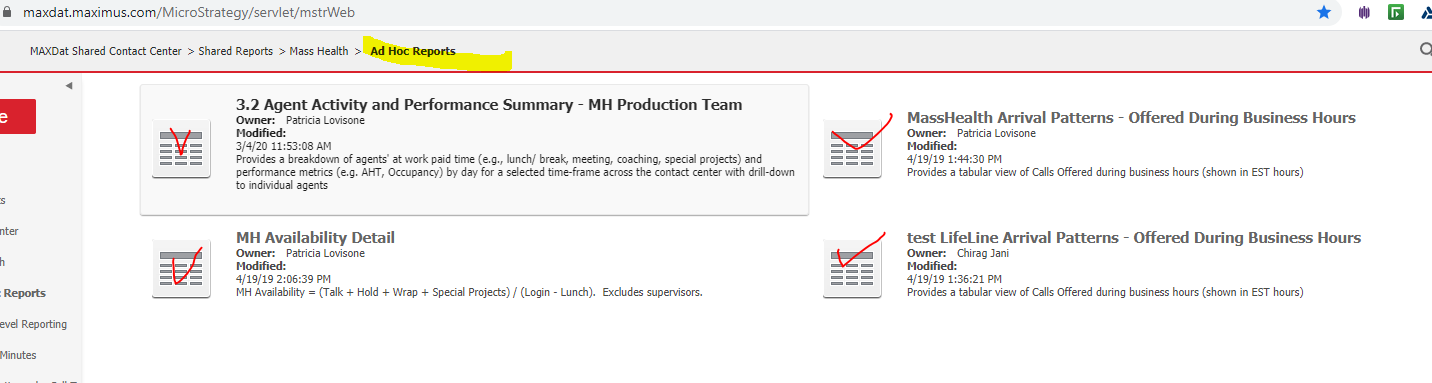 maxdat.maximus.com/MicroStrategy/servlet/mstrWeb
MAXDat Shared Contact Center > Shared Reports > Mass Health > Ad Hoc Reports
e
3.2 Agent Activity and Performance Summary - MH Production Team
Owner: Patricia Lovisone
Modified:
3/4/20 11:53:08 AM
Provides a breakdown of agents' at work paid time (e.g., lunch/ break, meeting, coaching, special projects) and
performance metrics (e.g. AHT, Occupancy) by day for a selected time-frame across the contact center with drill-down
to individual agents
MassHealth Arrival Patterns - Offered During Business Hours
Owner: Patricia Lovisone
Modified:
4/19/19 1:44:30 PM
Provides a tabular view of Calls Offered during business hours (shown in EST hours)
MH Availability Detail
Owner: Patricia Lovisone
Modified:
4/19/19 2:06:39 PM
MH Availability = (Talk + Hold + Wrap + Special Projects) / (Login - Lunch). Excludes supervisors.
test LifeLine Arrival Patterns - Offered During Business Hours
Owner: Chirag Jani
Modified:
4/19/19 1:36:21 PM
Provides a tabular view of Calls Offered during business hours (shown in EST hours)
ts
nter
h
c Reports
evel Reporting
Minutes